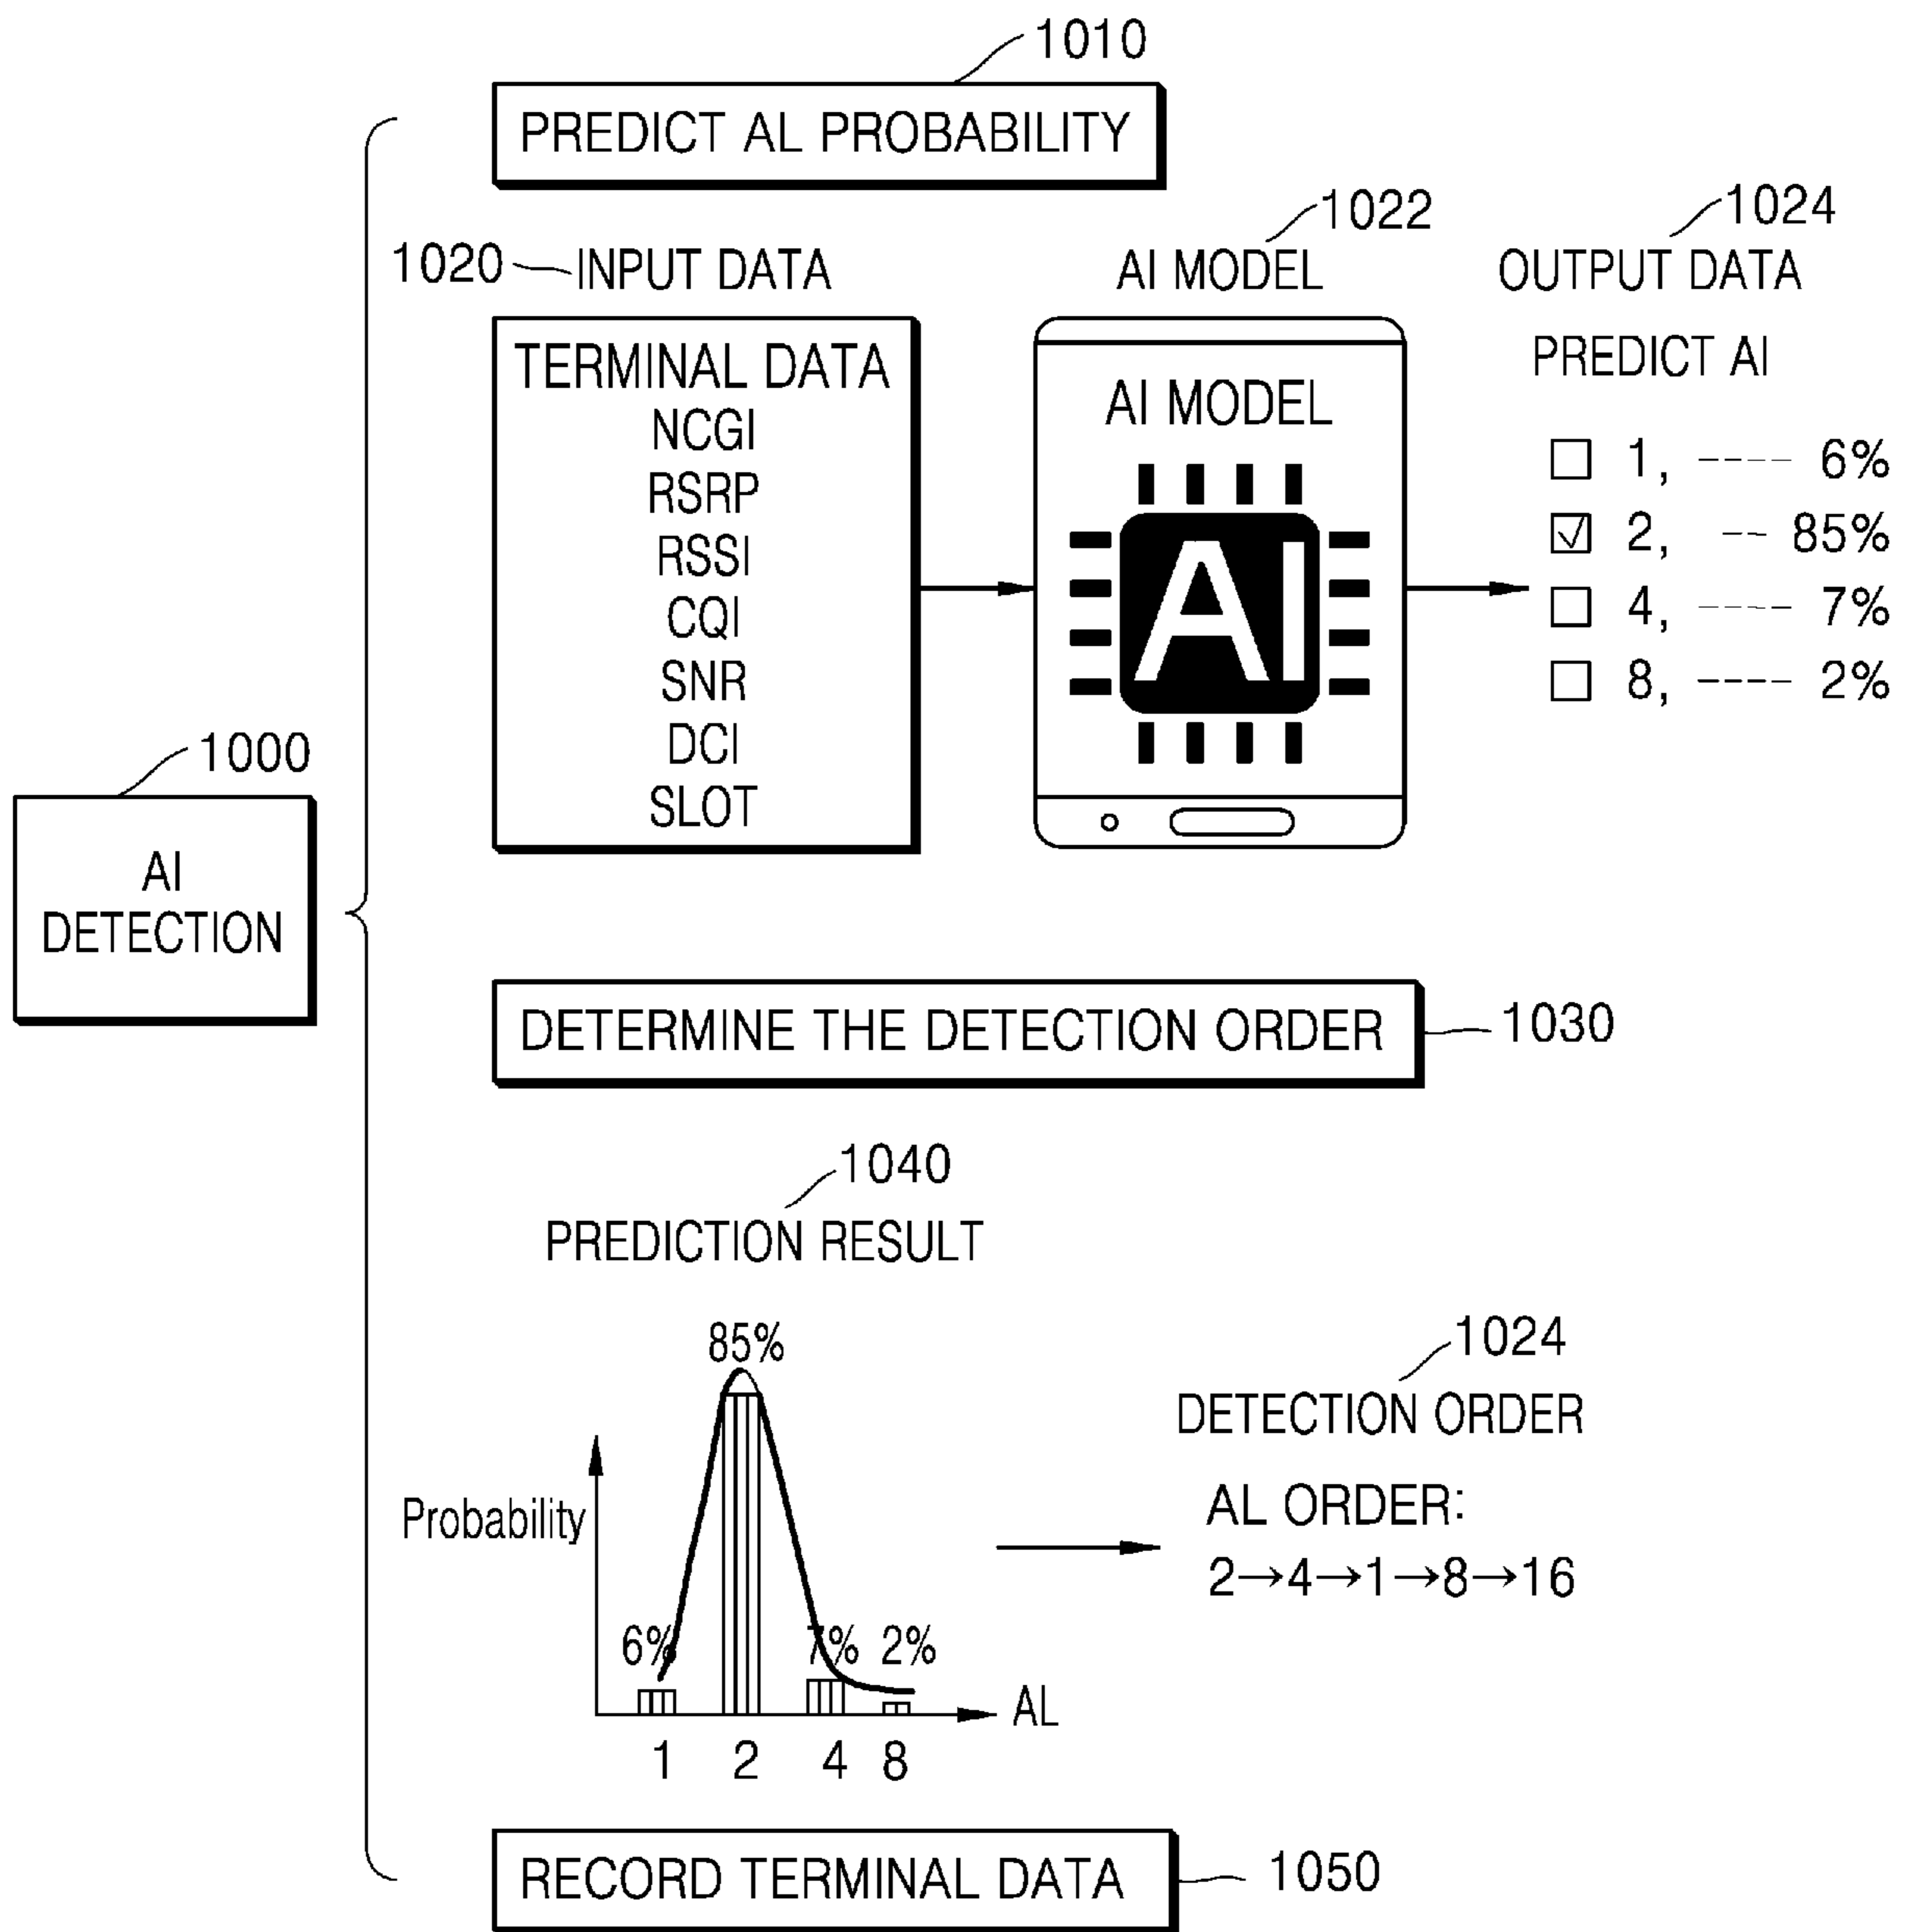 1010
PREDICT AL PROBABILITY
1022
1024
1020
INPUT DATA
AI MODEL
OUTPUT DATA
TERMINAL DATA
NCGI
RSRP
RSSI
CQI
SNR
DCI
SLOT
AI MODEL
AI
PREDICT AI
1, ---- 6%
2, -- 85%
4, ---- 7%
8, ---- 2%
1000
AI
DETECTION
DETERMINE THE DETECTION ORDER
1030
1040
PREDICTION RESULT
85%
Probability
6%
7%
2%
AL
1 2 4 8
1024
DETECTION ORDER
AL ORDER:
2→4→1→8→16
RECORD TERMINAL DATA
1050